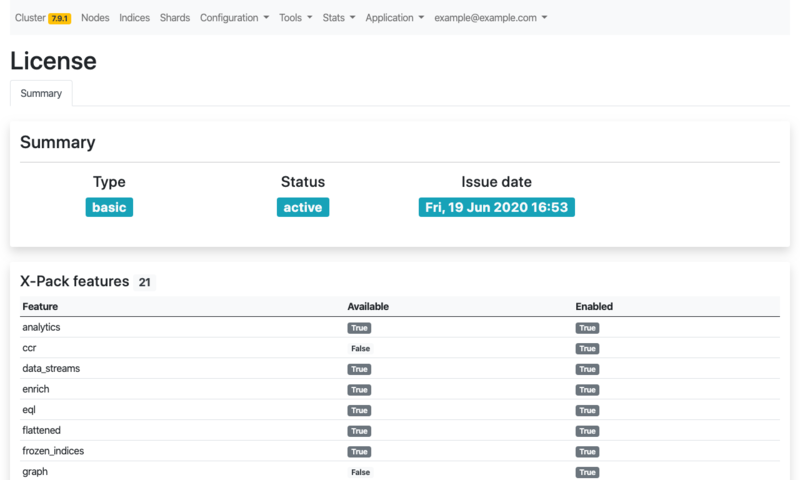 Cluster 7.9.1 Nodes Indices Shards Configuration Tools Stats Application example@example.com
License
Summary
Summary
Type Status Issue date
basic active Fri, 19 Jun 2020 16:53
X-Pack features 21
Feature Available Enabled
analytics True True
ccr False True
data_streams True True
enrich True True
eql True True
flattened True True
frozen_indices True True
graph False True